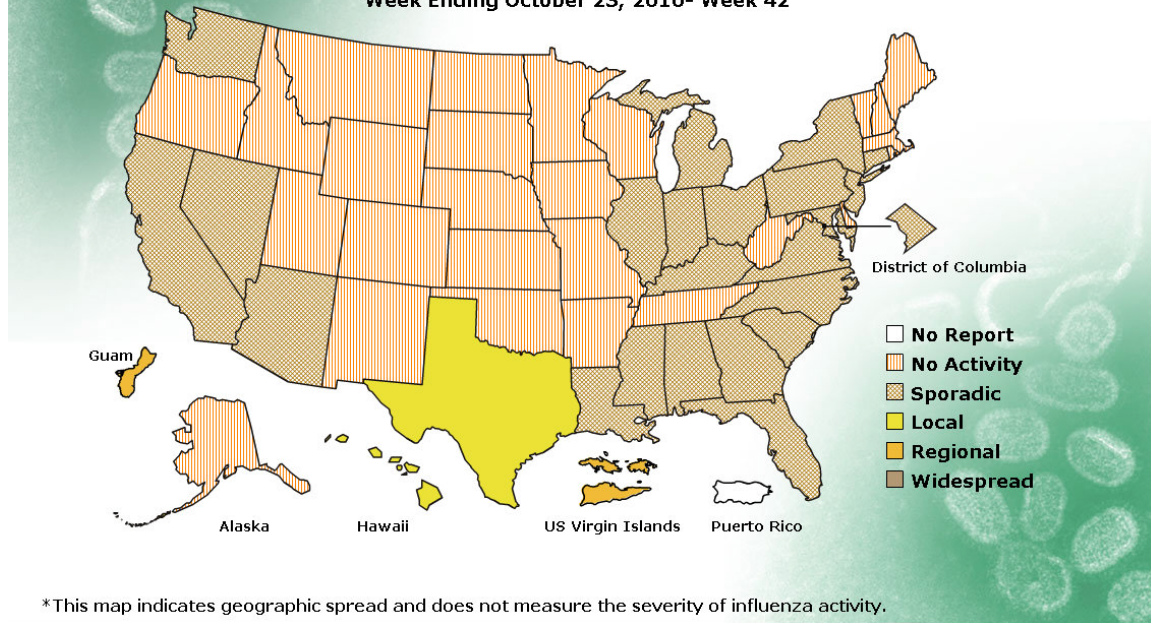 Week Ending October 23, 2010- Week 42
District of Columbia
No Report
Guam
No Activity
Sporadic
Local
Regional
Widespread
Alaska
Hawaii
US Virgin Islands
Puerto Rico
*This map indicates geographic spread and does not measure the severity of influenza activity.